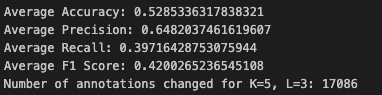 Average Accuracy: 0.5285336317838321
Average Precision: 0.6482037461619607
Average Recall: 0.39716428753075944
Average F1 Score: 0.4200265236545108
Number of annotations changed for K=5, L=3: 17086